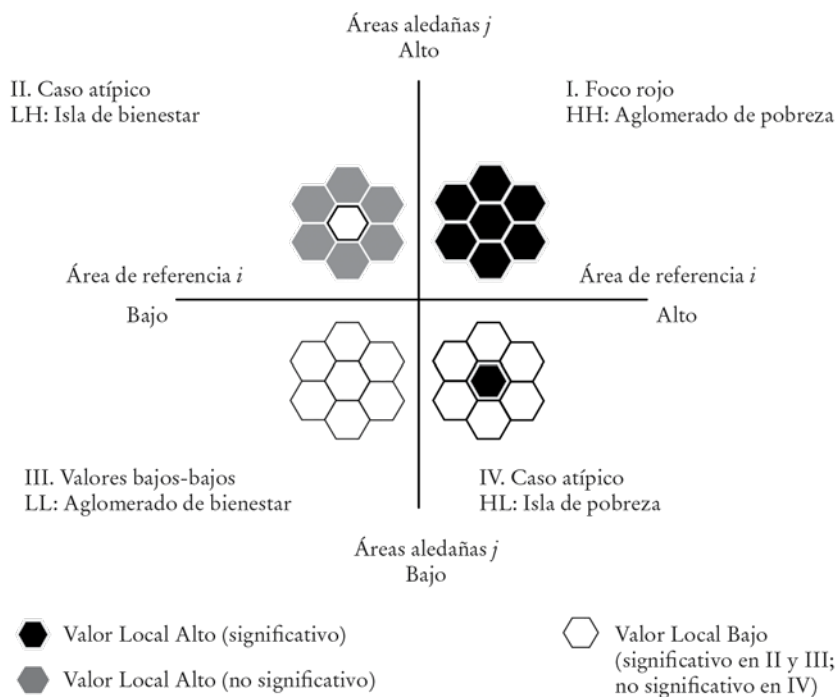 Áreas aledañas j
Alto
II. Caso atípico
LH: Isla de bienestar
I. Foco rojo
HH: Aglomerado de pobreza
Área de referencia i
Bajo
Área de referencia i
Alto
III. Valores bajos-bajos
LL: Aglomerado de bienestar
IV. Caso atípico
HL: Isla de pobreza
Áreas aledañas j
Bajo
Valor Local Alto (significativo)
Valor Local Alto (no significativo)
Valor Local Bajo
(significativo en II y III;
no significativo en IV)